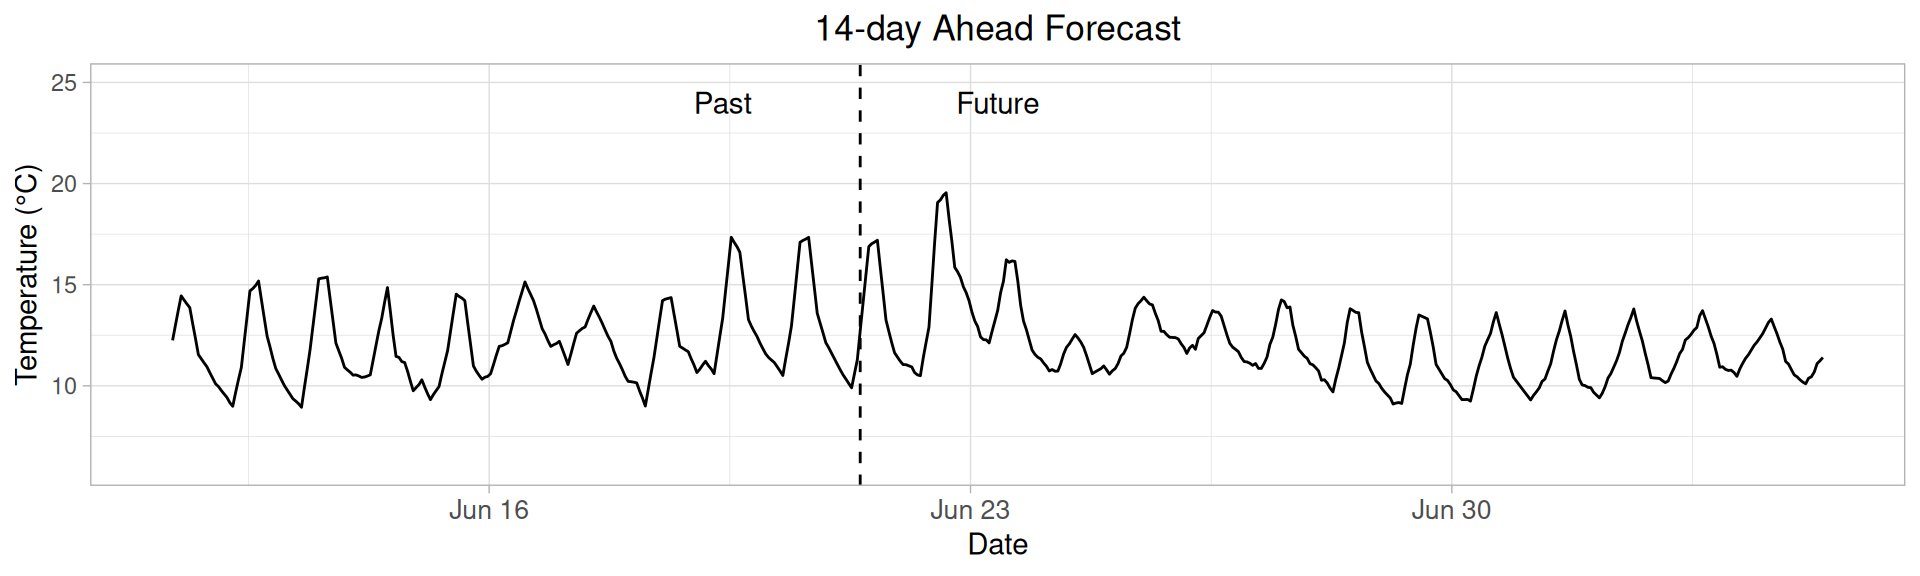 14-day Ahead Forecast
Temperature (°C)
25
20
15
10
Past
Future
Jun 16
Jun 23
Jun 30
Date